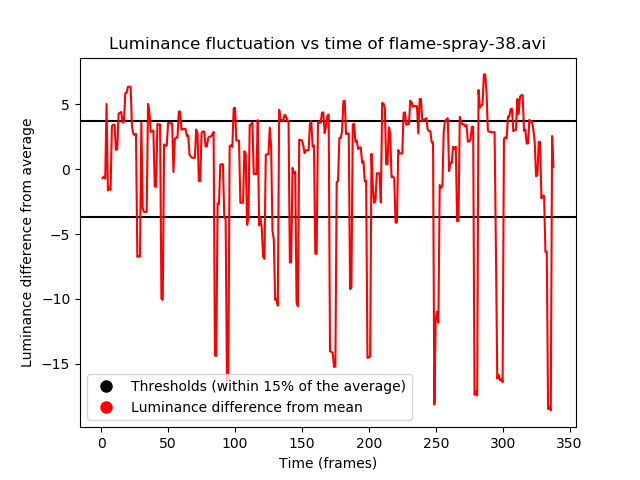 Luminance fluctuation vs time of flame-spray-38.avi
Luminance difference from average
5
0
−5
−10
−15
Thresholds (within 15% of the average)
Luminance difference from mean
0 50 100 150 200 250 300 350
Time (frames)